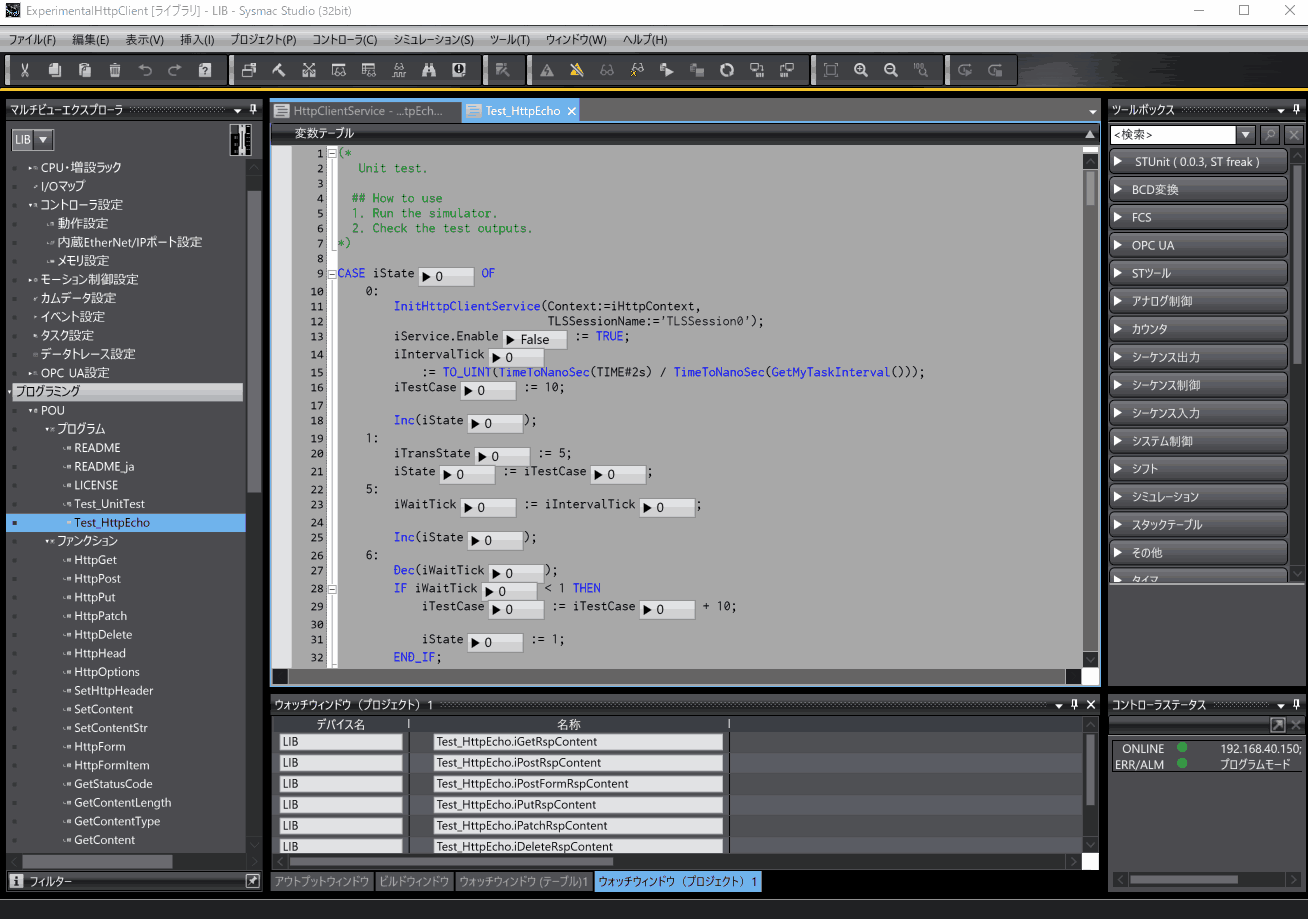 ExperimentalHttpClient [ライブラリ] - LIB - Sysmac Studio (32bit)
ファイル(F) 編集(E) 表示(V) 挿入(I) プロジェクト(P) コントローラ(C) シミュレーション(S) ツール(T) ウィンドウ(W) ヘルプ(H)
マルチビューエクスプローラ
LIB
CPU・増設ラック
I/Oマップ
コントローラ設定
動作設定
内蔵EtherNet/IPポート設定
メモリ設定
モーション制御設定
カムデータ設定
イベント設定
タスク設定
データトレース設定
OPC UA設定
プログラミング
POU
プログラム
README
README_ja
LICENSE
Test_UnitTest
Test_HttpEcho
ファンクション
HttpGet
HttpPost
HttpPut
HttpPatch
HttpDelete
HttpHead
HttpOptions
SetHttpHeader
SetContent
SetContentStr
HttpForm
HttpFormItem
GetStatusCode
GetContentLength
GetContentType
GetContent
フィルター
HttpClientService - ...tpEch...
Test_HttpEcho
変数テーブル
1 (*
2 Unit test.
3
4 ## How to use
5 1. Run the simulator.
6 2. Check the test outputs.
7 *)
8
9 CASE iState 0 OF
10 0:
11 InitHttpClientService(Context:=iHttpContext,
12 TLSSessionName:='TLSSession0');
13 iService.Enable False := TRUE;
14 iIntervalTick 0
15 := TO_UINT(TimeToNanoSec(TIME#2s) / TimeToNanoSec(GetMyTaskInterval()));
16 iTestCase 0 := 10;
17
18 Inc(iState 0 );
19 1:
20 iTransState 0 := 5;
21 iState 0 := iTestCase 0 ;
22 5:
23 iWaitTick 0 := iIntervalTick 0 ;
24
25 Inc(iState 0 );
26 6:
27 Dec(iWaitTick 0 );
28 IF iWaitTick 0 < 1 THEN
29 iTestCase 0 := iTestCase 0 + 10;
30
31 iState 0 := 1;
32 END_IF;
ウォッチウィンドウ（プロジェクト）1
デバイス名 名称
LIB Test_HttpEcho.iGetRspContent
LIB Test_HttpEcho.iPostRspContent
LIB Test_HttpEcho.iPostFormRspContent
LIB Test_HttpEcho.iPutRspContent
LIB Test_HttpEcho.iPatchRspContent
LIB Test_HttpEcho.iDeleteRspContent
アウトプットウィンドウ ビルドウィンドウ ウォッチウィンドウ (テーブル)1 ウォッチウィンドウ（プロジェクト）1
ツールボックス
<検索>
STUnit ( 0.0.3, ST freak )
BCD変換
FCS
OPC UA
STツール
アナログ制御
カウンタ
シーケンス出力
シーケンス制御
シーケンス入力
システム制御
シフト
シミュレーション
スタックテーブル
その他
タイマ
コントローラステータス
ONLINE 192.168.40.150;
ERR/ALM プログラムモード